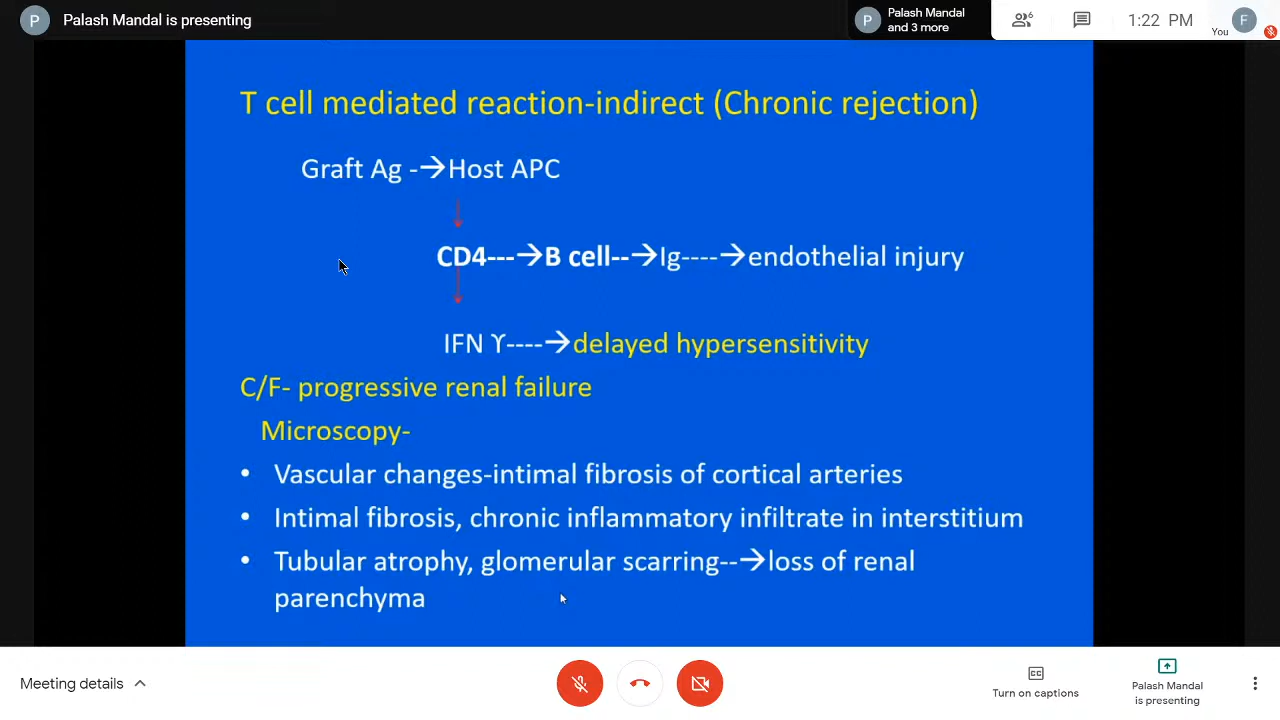 P Palash Mandal is presenting
P Palash Mandal
and 3 more
6
1:22 PM
You
F
T cell mediated reaction-indirect (Chronic rejection)
Graft Ag -→Host APC
CD4---→B cell--→Ig----→endothelial injury
IFN ϒ----→delayed hypersensitivity
C/F- progressive renal failure
Microscopy-
• Vascular changes-intimal fibrosis of cortical arteries
• Intimal fibrosis, chronic inflammatory infiltrate in interstitium
• Tubular atrophy, glomerular scarring--→loss of renal
parenchyma
Meeting details
CC
Turn on captions
Palash Mandal
is presenting